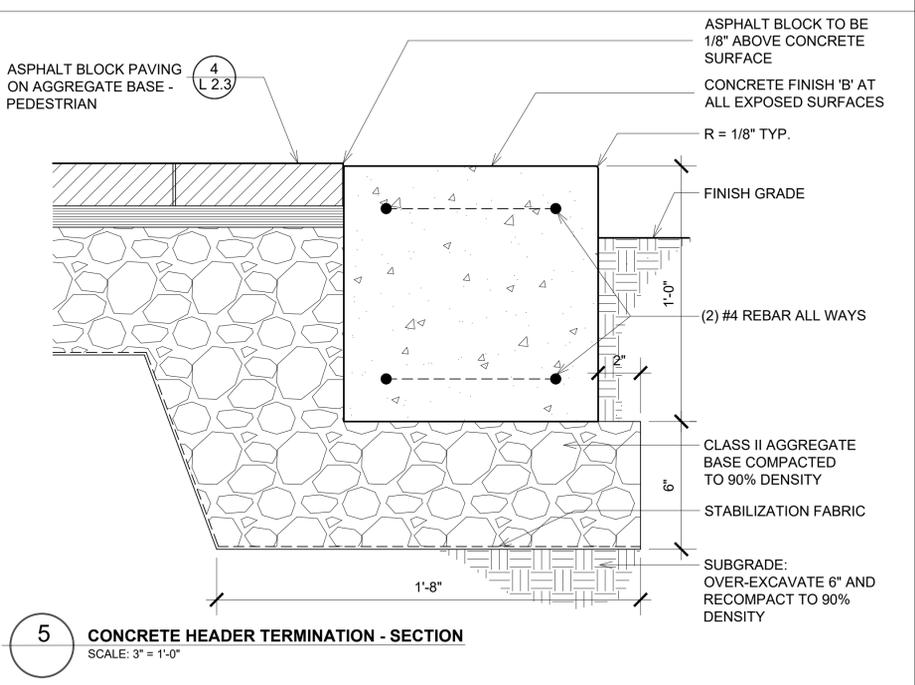 ASPHALT BLOCK TO BE
1/8" ABOVE CONCRETE
SURFACE
ASPHALT BLOCK PAVING
ON AGGREGATE BASE -
PEDESTRIAN
4
L 2.3
CONCRETE FINISH 'B' AT
ALL EXPOSED SURFACES
R = 1/8" TYP.
FINISH GRADE
1'-0"
(2) #4 REBAR ALL WAYS
2"
CLASS II AGGREGATE
BASE COMPACTED
TO 90% DENSITY
6"
STABILIZATION FABRIC
SUBGRADE:
OVER-EXCAVATE 6" AND
RECOMPACT TO 90%
DENSITY
1'-8"
5
CONCRETE HEADER TERMINATION - SECTION
SCALE: 3" = 1'-0"